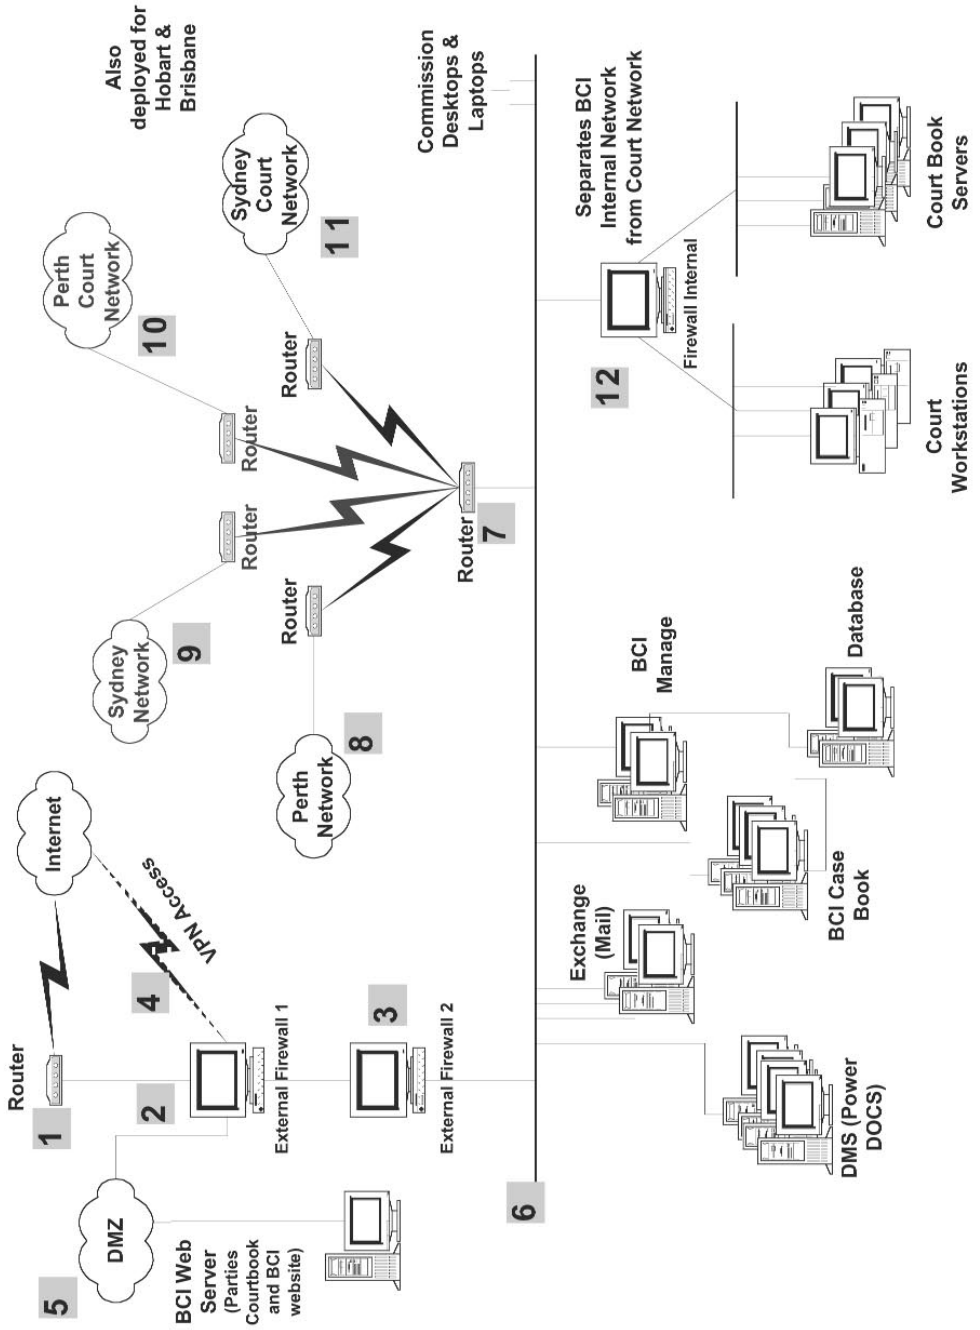 5
DMZ
BCI Web
Server
(Parties
Courtbook
and BCI
website)
1
Router
2
External Firewall 1
4
VPN Access
Internet
3
External Firewall 2
6
Perth
Network
8
Sydney
Network
9
Router
Router
Router
Router
7
Router
Perth
Court
Network
10
Sydney
Court
Network
11
Also
deployed for
Hobart &
Brisbane
Commission
Desktops &
Laptops
DMS (Power
DOCS)
Exchange
(Mail)
BCI Case
Book
BCI
Manage
Database
12
Firewall Internal
Separates BCI
Internal Network
from Court Network
Court
Workstations
Court Book
Servers